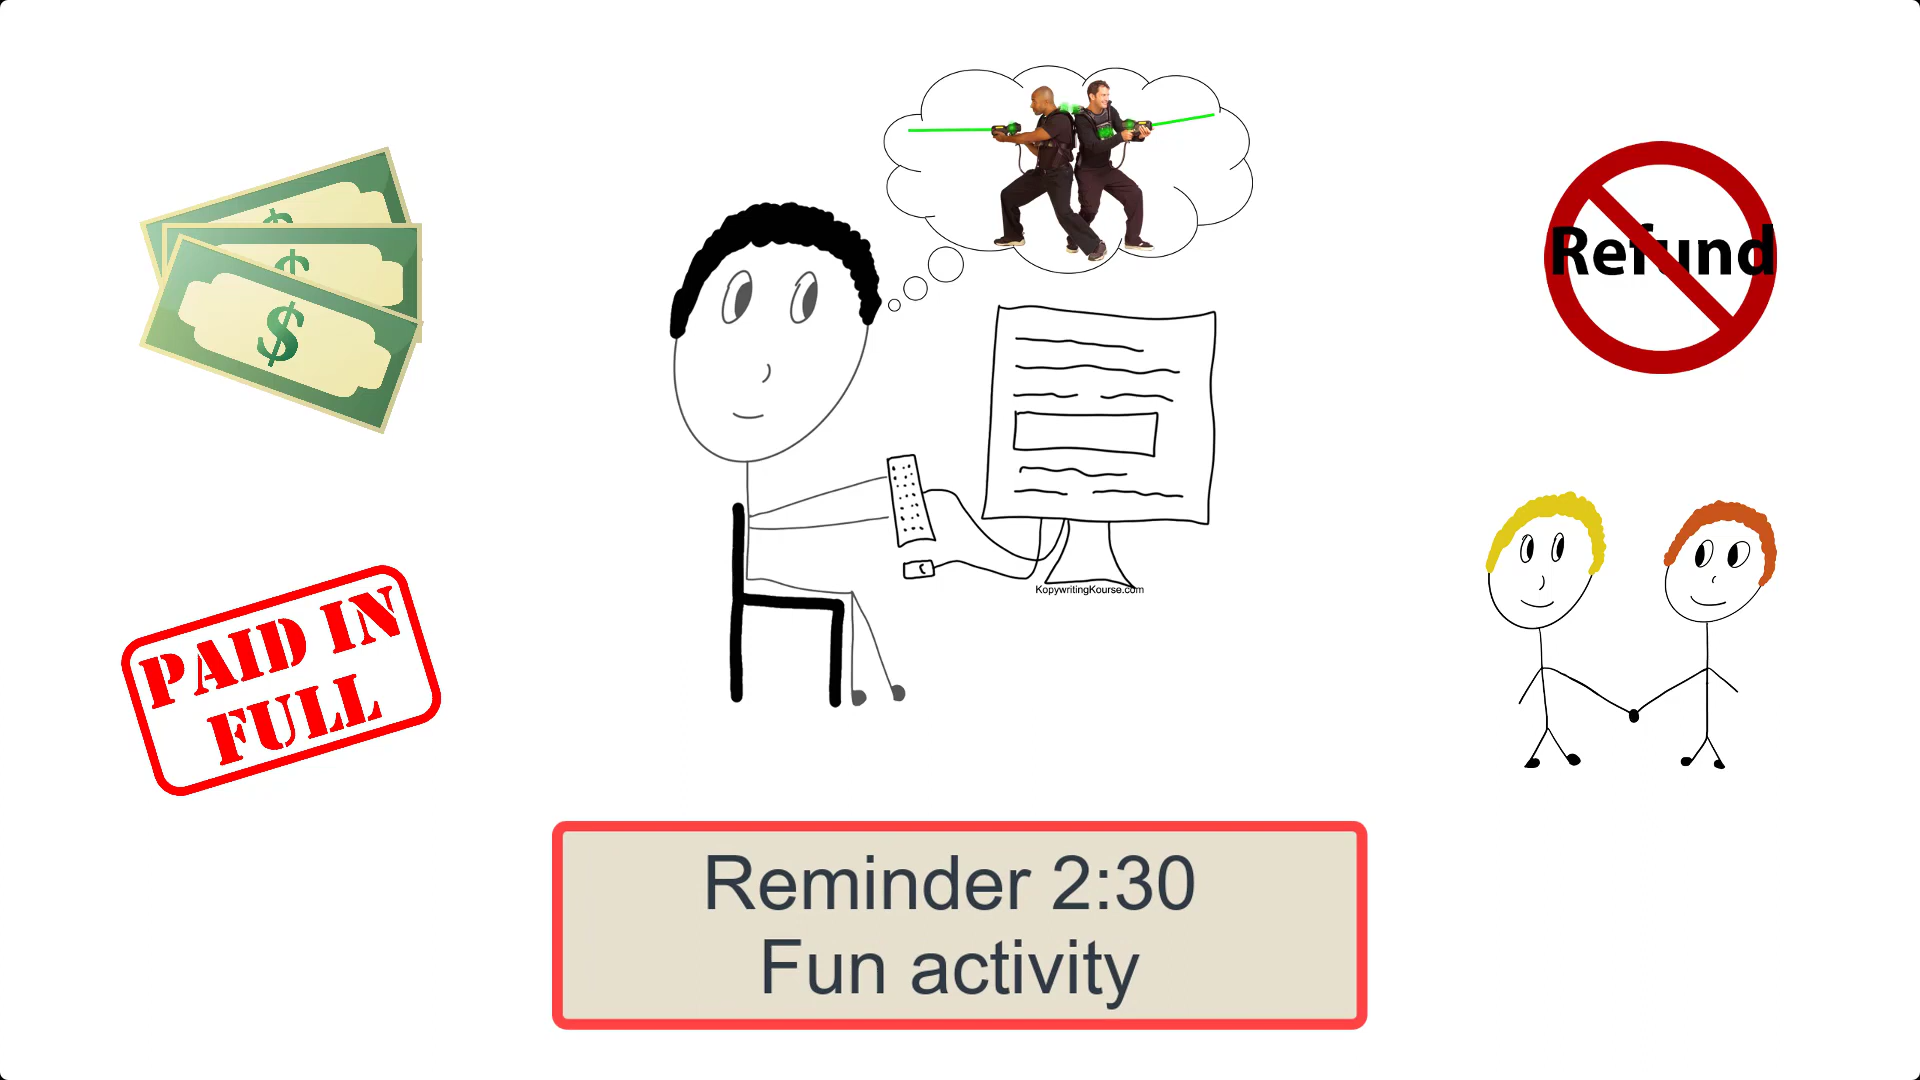 $
$
$
Refund
PAID IN
FULL
KopywritingKourse.com
Reminder 2:30
Fun activity